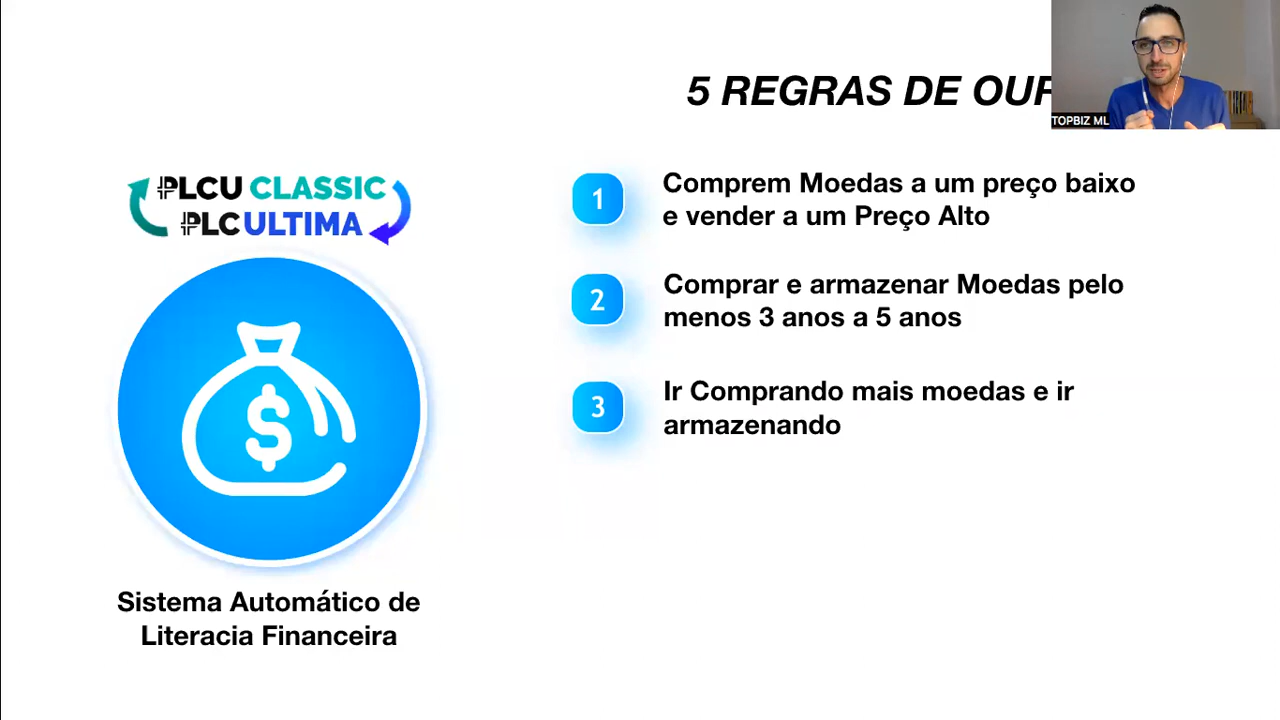 5 REGRAS DE
TOPBIZ ML
PLCU CLASSIC
PLCULTIMA
1
Comprem Moedas a um preço baixo
e vender a um Preço Alto
2
Comprar e armazenar Moedas pelo
menos 3 anos a 5 anos
3
Ir Comprando mais moedas e ir
armazenando
$
Sistema Automático de
Literacia Financeira